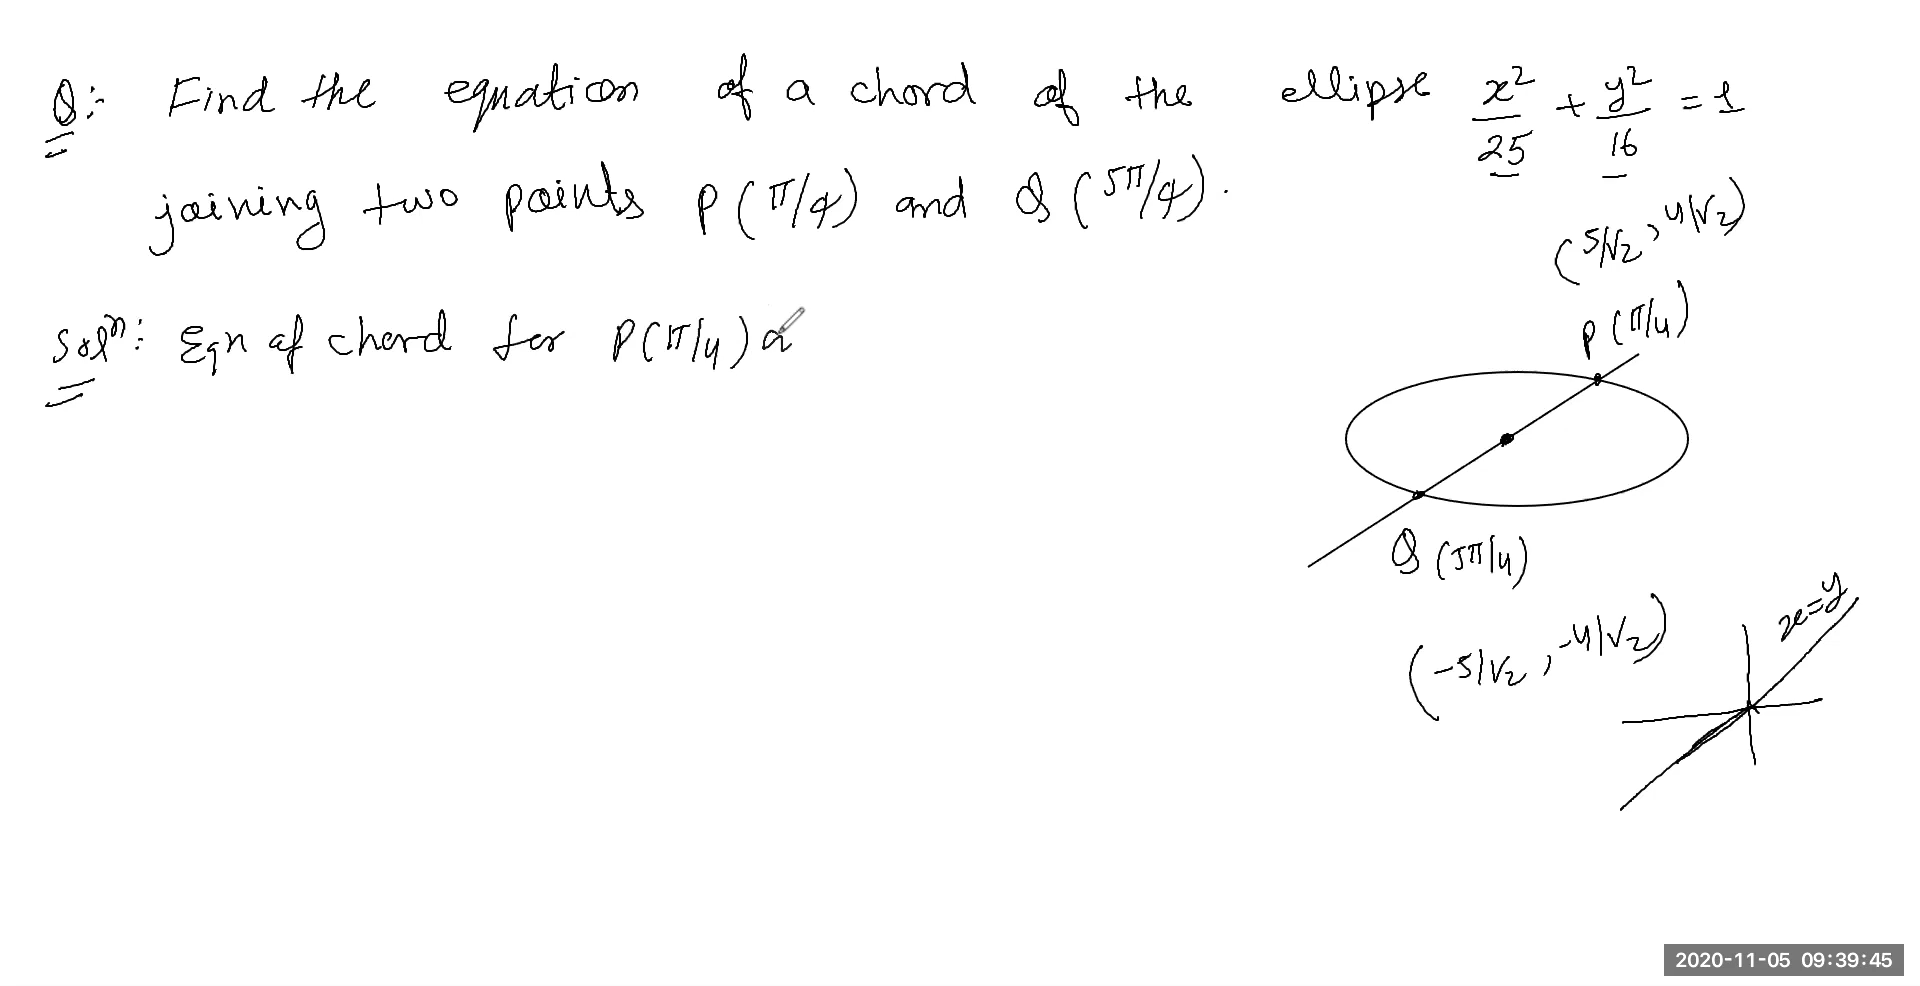 Q:- Find the equation of a chord of the ellipse x²/25 + y²/16 = 1
joining two points P(π/4) and Q(5π/4).
Solⁿ: Eqn of chord for P(π/4) &
(5/√2, 4/√2)
P(π/4)
Q(5π/4)
(-5/√2, -4/√2)
x=y
2020-11-05 09:39:45